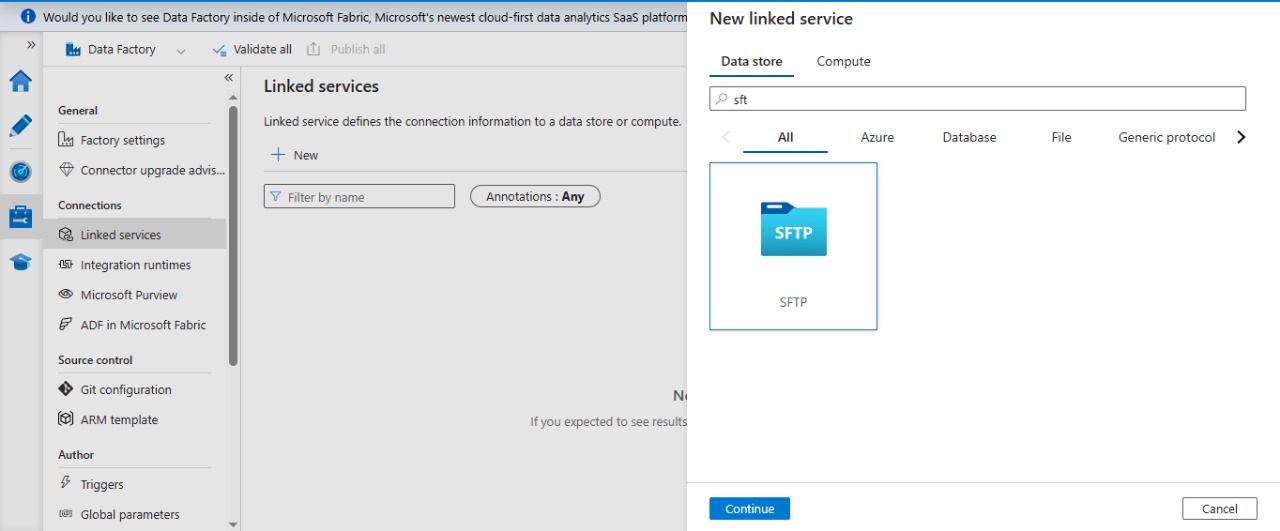 Would you like to see Data Factory inside of Microsoft Fabric, Microsoft's newest cloud-first data analytics SaaS platform
Data Factory
Validate all
Publish all
General
Factory settings
Connector upgrade advis...
Connections
Linked services
Integration runtimes
Microsoft Purview
ADF in Microsoft Fabric
Source control
Git configuration
ARM template
Author
Triggers
Global parameters
Linked services
Linked service defines the connection information to a data store or compute.
New
Filter by name
Annotations : Any
If you expected to see results
New linked service
Data store Compute
sft
All Azure Database File Generic protocol
SFTP
SFTP
Continue Cancel